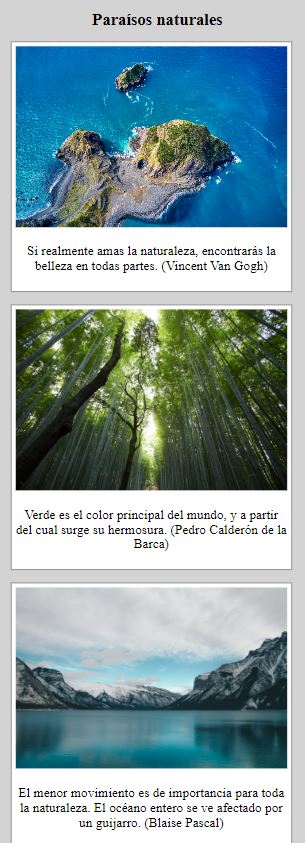 Paraísos naturales
Si realmente amas la naturaleza, encontrarás la
belleza en todas partes. (Vincent Van Gogh)
Verde es el color principal del mundo, y a partir
del cual surge su hermosura. (Pedro Calderón de la
Barca)
El menor movimiento es de importancia para toda
la naturaleza. El océano entero se ve afectado por
un guijarro. (Blaise Pascal)